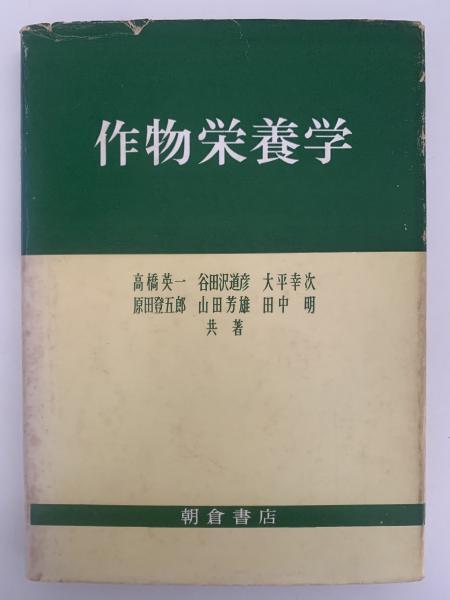 作物栄養学
高橋英一 谷田沢道彦 大平幸次
原田登五郎 山田芳雄 田中明
共著
朝倉書店